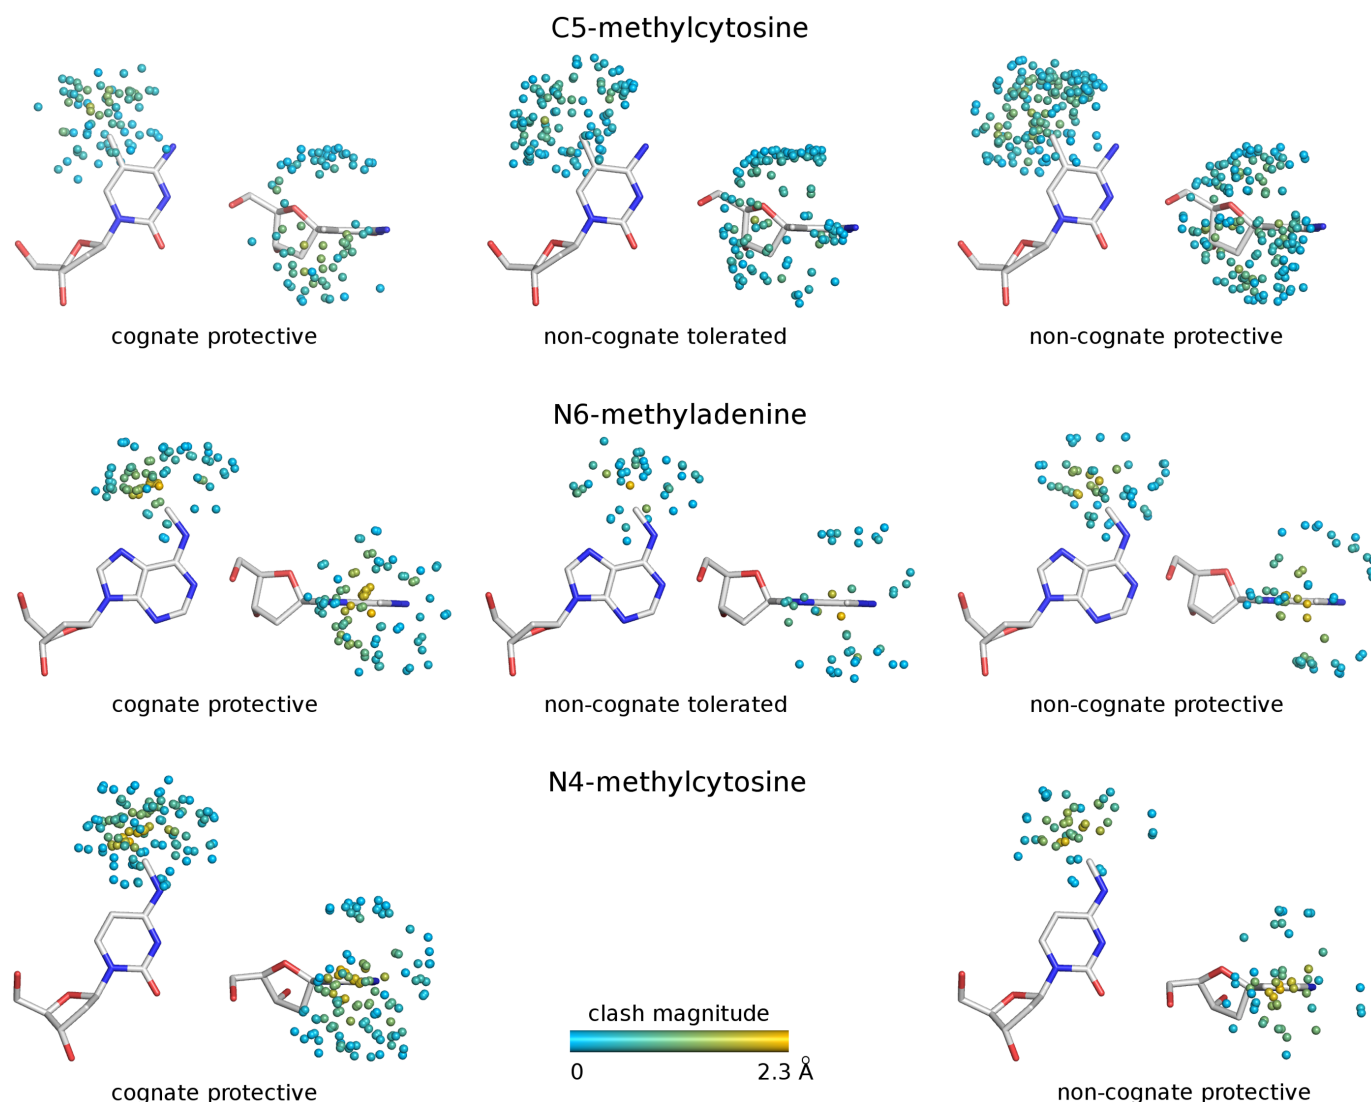 C5-methylcytosine
cognate protective
non-cognate tolerated
non-cognate protective
N6-methyladenine
cognate protective
non-cognate tolerated
non-cognate protective
N4-methylcytosine
clash magnitude
0
2.3 Å
cognate protective
non-cognate protective